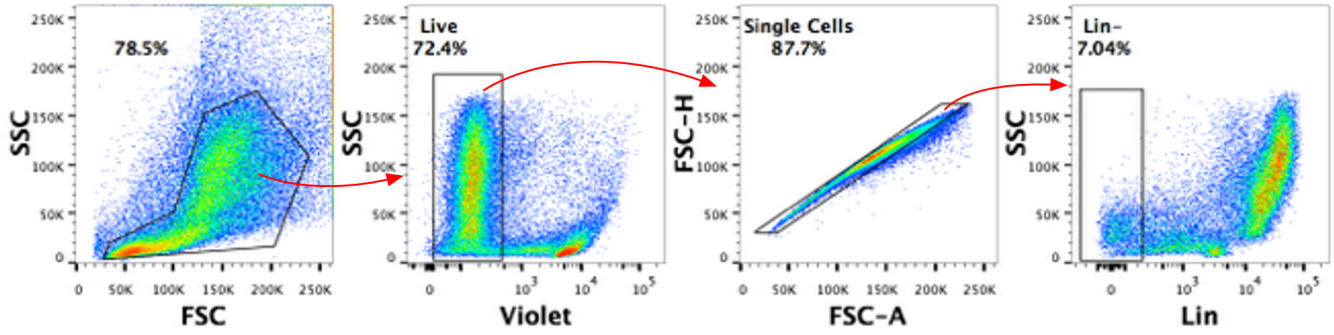 250K
200K
150K
100K
50K
0
78.5%
SSC
0 50K 100K 150K 200K 250K
FSC
250K
200K
150K
100K
50K
0
Live
72.4%
SSC
0 10³ 10⁴ 10⁵
Violet
250K
200K
150K
100K
50K
0
Single Cells
87.7%
FSC-H
0 50K 100K 150K 200K 250K
FSC-A
250K
200K
150K
100K
50K
0
Lin-
7.04%
SSC
0 10³ 10⁴ 10⁵
Lin